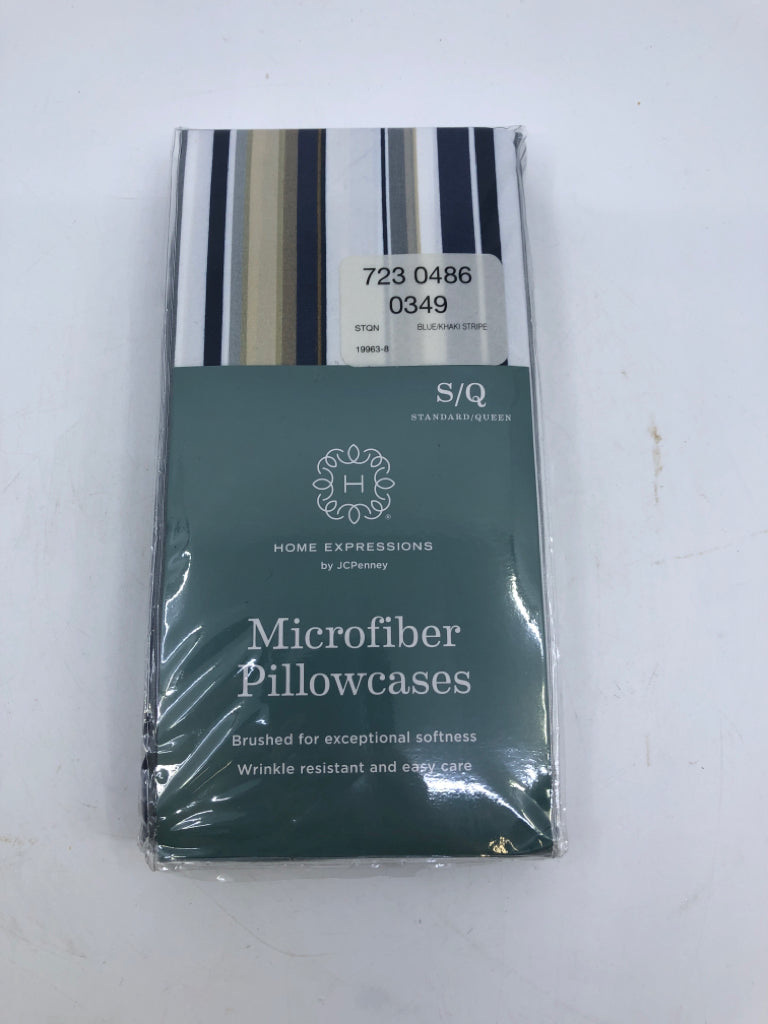 723 0486
0349
STQN BLUE/KHAKI STRIPE
19963-8
S/Q
STANDARD/QUEEN
H
®
HOME EXPRESSIONS
by JCPenney
Microfiber
Pillowcases
Brushed for exceptional softness
Wrinkle resistant and easy care